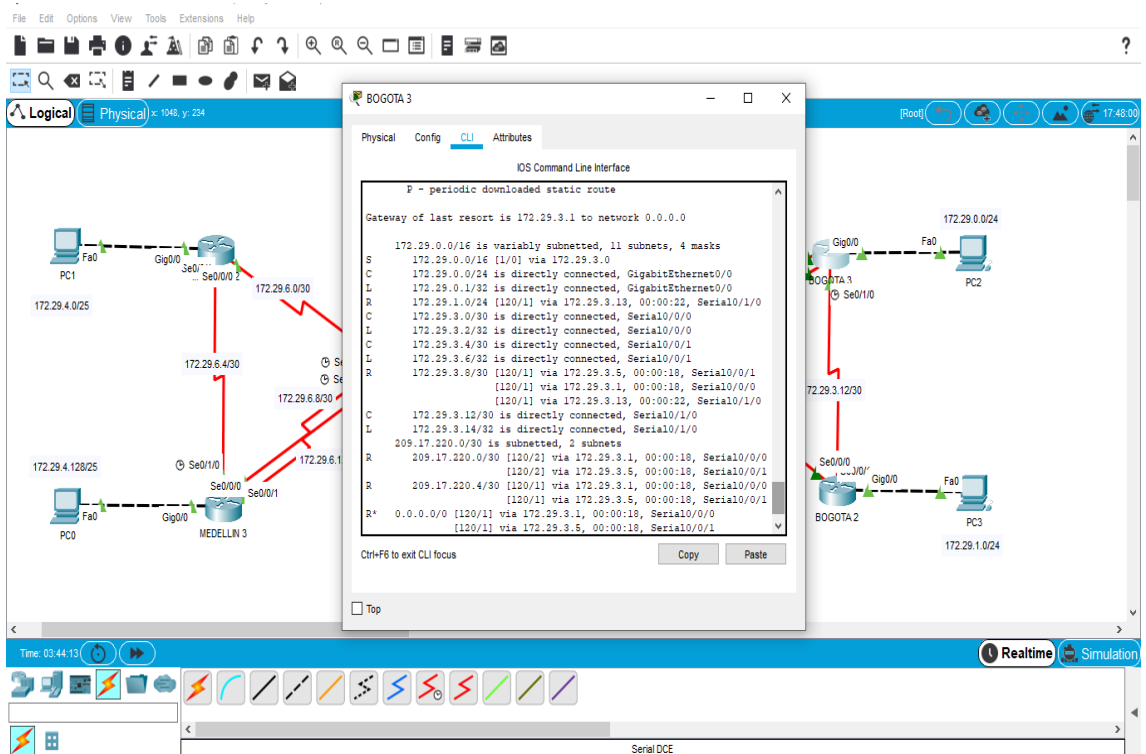 File Edit Options View Tools Extensions Help
?
Logical Physical x: 1048, y: 234
[Root] 17:48:00
BOGOTA 3
Physical Config CLI Attributes
IOS Command Line Interface
P - periodic downloaded static route
Gateway of last resort is 172.29.3.1 to network 0.0.0.0
172.29.0.0/16 is variably subnetted, 11 subnets, 4 masks
S 172.29.0.0/16 [1/0] via 172.29.3.0
C 172.29.0.0/24 is directly connected, GigabitEthernet0/0
L 172.29.0.1/32 is directly connected, GigabitEthernet0/0
R 172.29.1.0/24 [120/1] via 172.29.3.13, 00:00:22, Serial0/1/0
C 172.29.3.0/30 is directly connected, Serial0/0/0
L 172.29.3.2/32 is directly connected, Serial0/0/0
C 172.29.3.4/30 is directly connected, Serial0/0/1
L 172.29.3.6/32 is directly connected, Serial0/0/1
R 172.29.3.8/30 [120/1] via 172.29.3.5, 00:00:18, Serial0/0/1
[120/1] via 172.29.3.1, 00:00:18, Serial0/0/0
[120/1] via 172.29.3.13, 00:00:22, Serial0/1/0
C 172.29.3.12/30 is directly connected, Serial0/1/0
L 172.29.3.14/32 is directly connected, Serial0/1/0
209.17.220.0/30 is subnetted, 2 subnets
R 209.17.220.0/30 [120/2] via 172.29.3.1, 00:00:18, Serial0/0/0
[120/2] via 172.29.3.5, 00:00:18, Serial0/0/1
R 209.17.220.4/30 [120/1] via 172.29.3.1, 00:00:18, Serial0/0/0
[120/1] via 172.29.3.5, 00:00:18, Serial0/0/1
R* 0.0.0.0/0 [120/1] via 172.29.3.1, 00:00:18, Serial0/0/0
[120/1] via 172.29.3.5, 00:00:18, Serial0/0/1
Ctrl+F6 to exit CLI focus
Copy Paste
Top
Fa0
PC1
Gig0/0
Se0/0/0 2
172.29.4.0/25
172.29.6.0/30
172.29.6.4/30
172.29.6.8/30
172.29.4.128/25
Se0/1/0
Se0/0/0
Se0/0/1
Fa0
PC0
Gig0/0
MEDELLIN 3
172.29.0.0/24
Gig0/0
Fa0
BOGOTA 3
PC2
Se0/1/0
72.29.3.12/30
Se0/0/0
Gig0/0
Fa0
BOGOTA 2
PC3
172.29.1.0/24
Time: 03:44:13
Realtime Simulation
Serial DCE